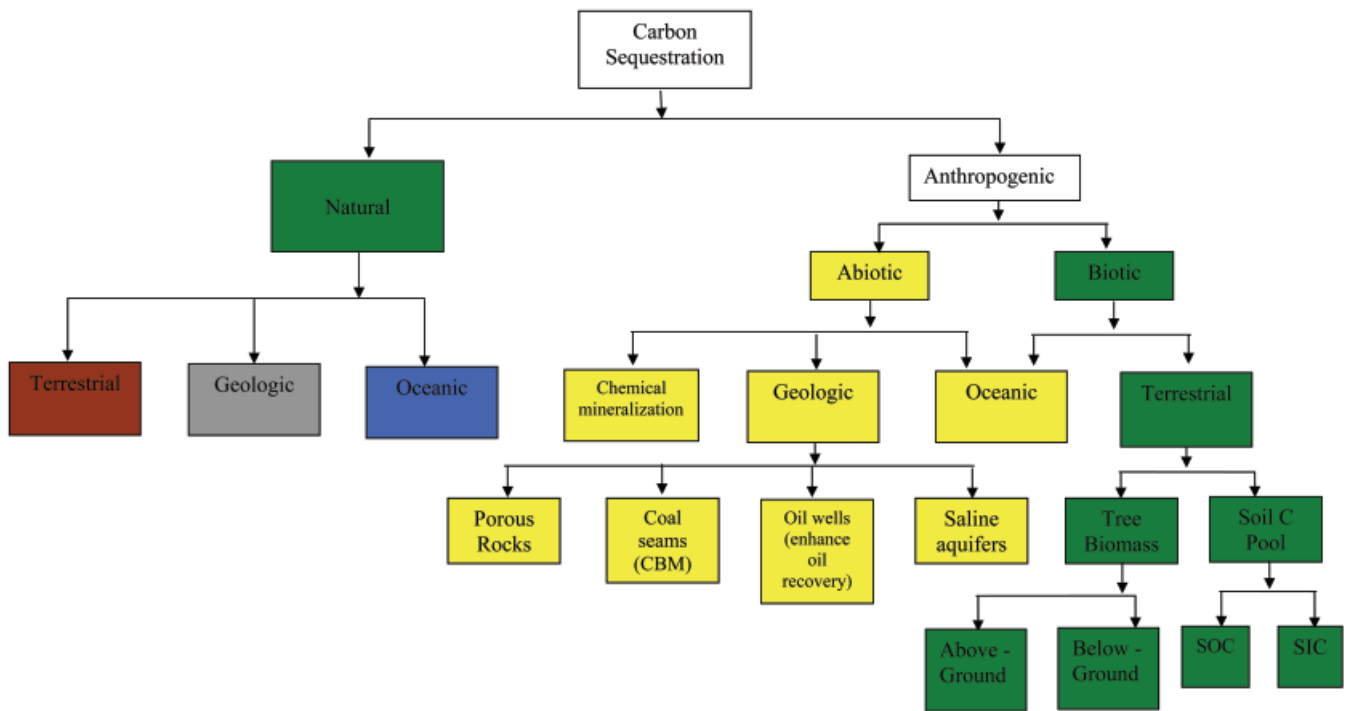 Carbon
Sequestration
Natural
Anthropogenic
Abiotic
Biotic
Terrestrial
Geologic
Oceanic
Chemical
mineralization
Geologic
Oceanic
Terrestrial
Porous
Rocks
Coal
seams
(CBM)
Oil wells
(enhance
oil
recovery)
Saline
aquifers
Tree
Biomass
Soil C
Pool
Above -
Ground
Below -
Ground
SOC
SIC